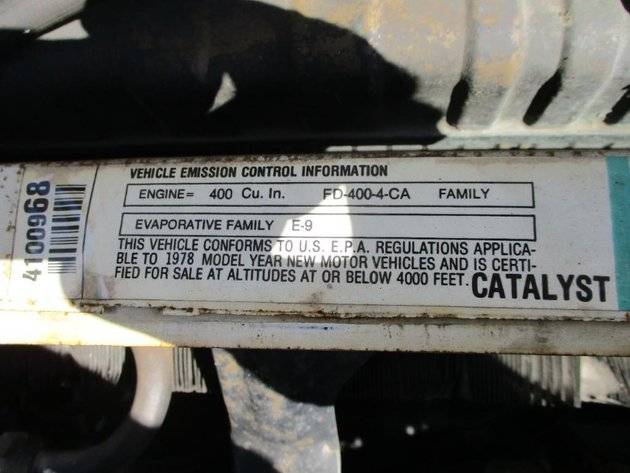 VEHICLE EMISSION CONTROL INFORMATION
ENGINE= 400 Cu. In. FD-400-4-CA FAMILY
EVAPORATIVE FAMILY E-9
THIS VEHICLE CONFORMS TO U.S. E.P.A. REGULATIONS APPLICA-
BLE TO 1978 MODEL YEAR NEW MOTOR VEHICLES AND IS CERTI-
FIED FOR SALE AT ALTITUDES AT OR BELOW 4000 FEET.
CATALYST
4100968